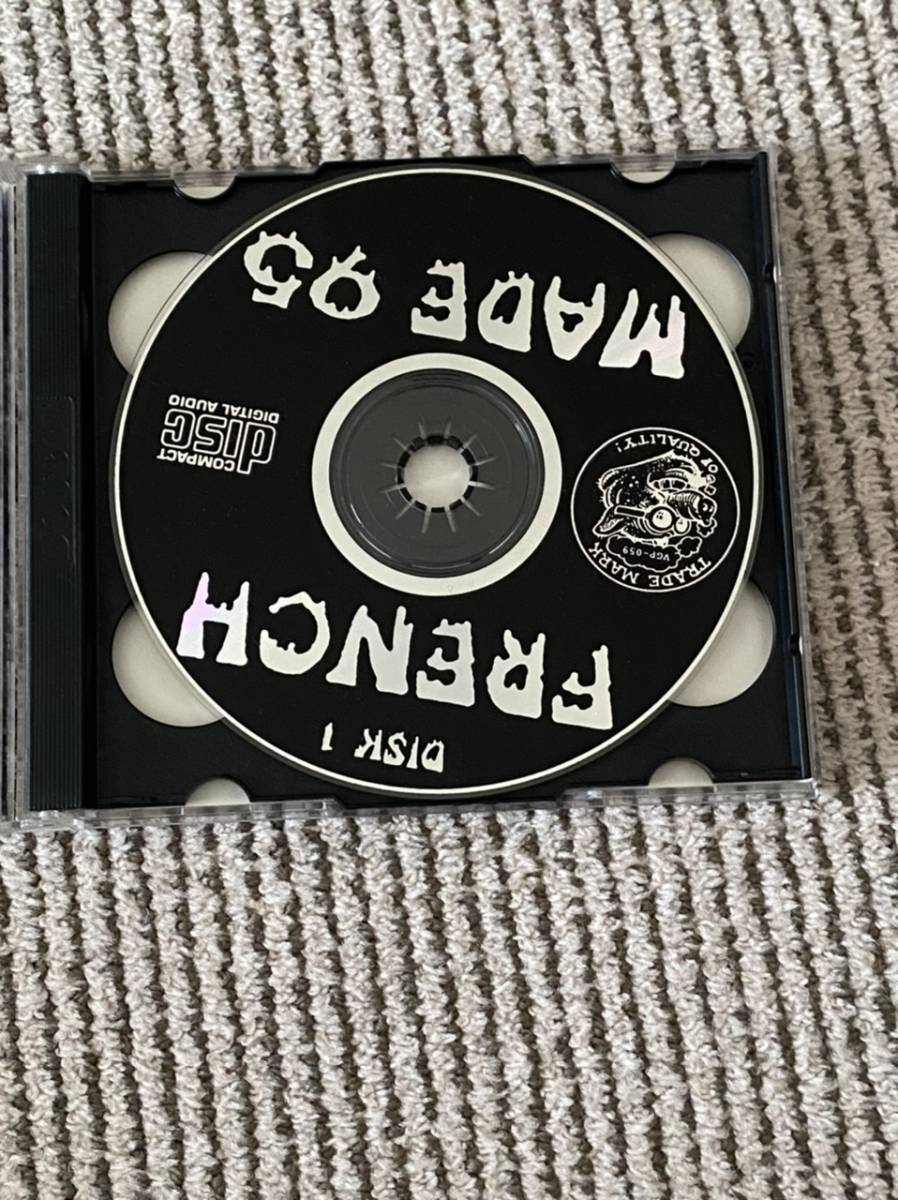 DISK 1
FRENCH
TRADE MARK
VGP-059
OF QUALITY!
COMPACT
disc
DIGITAL AUDIO
MADE 95